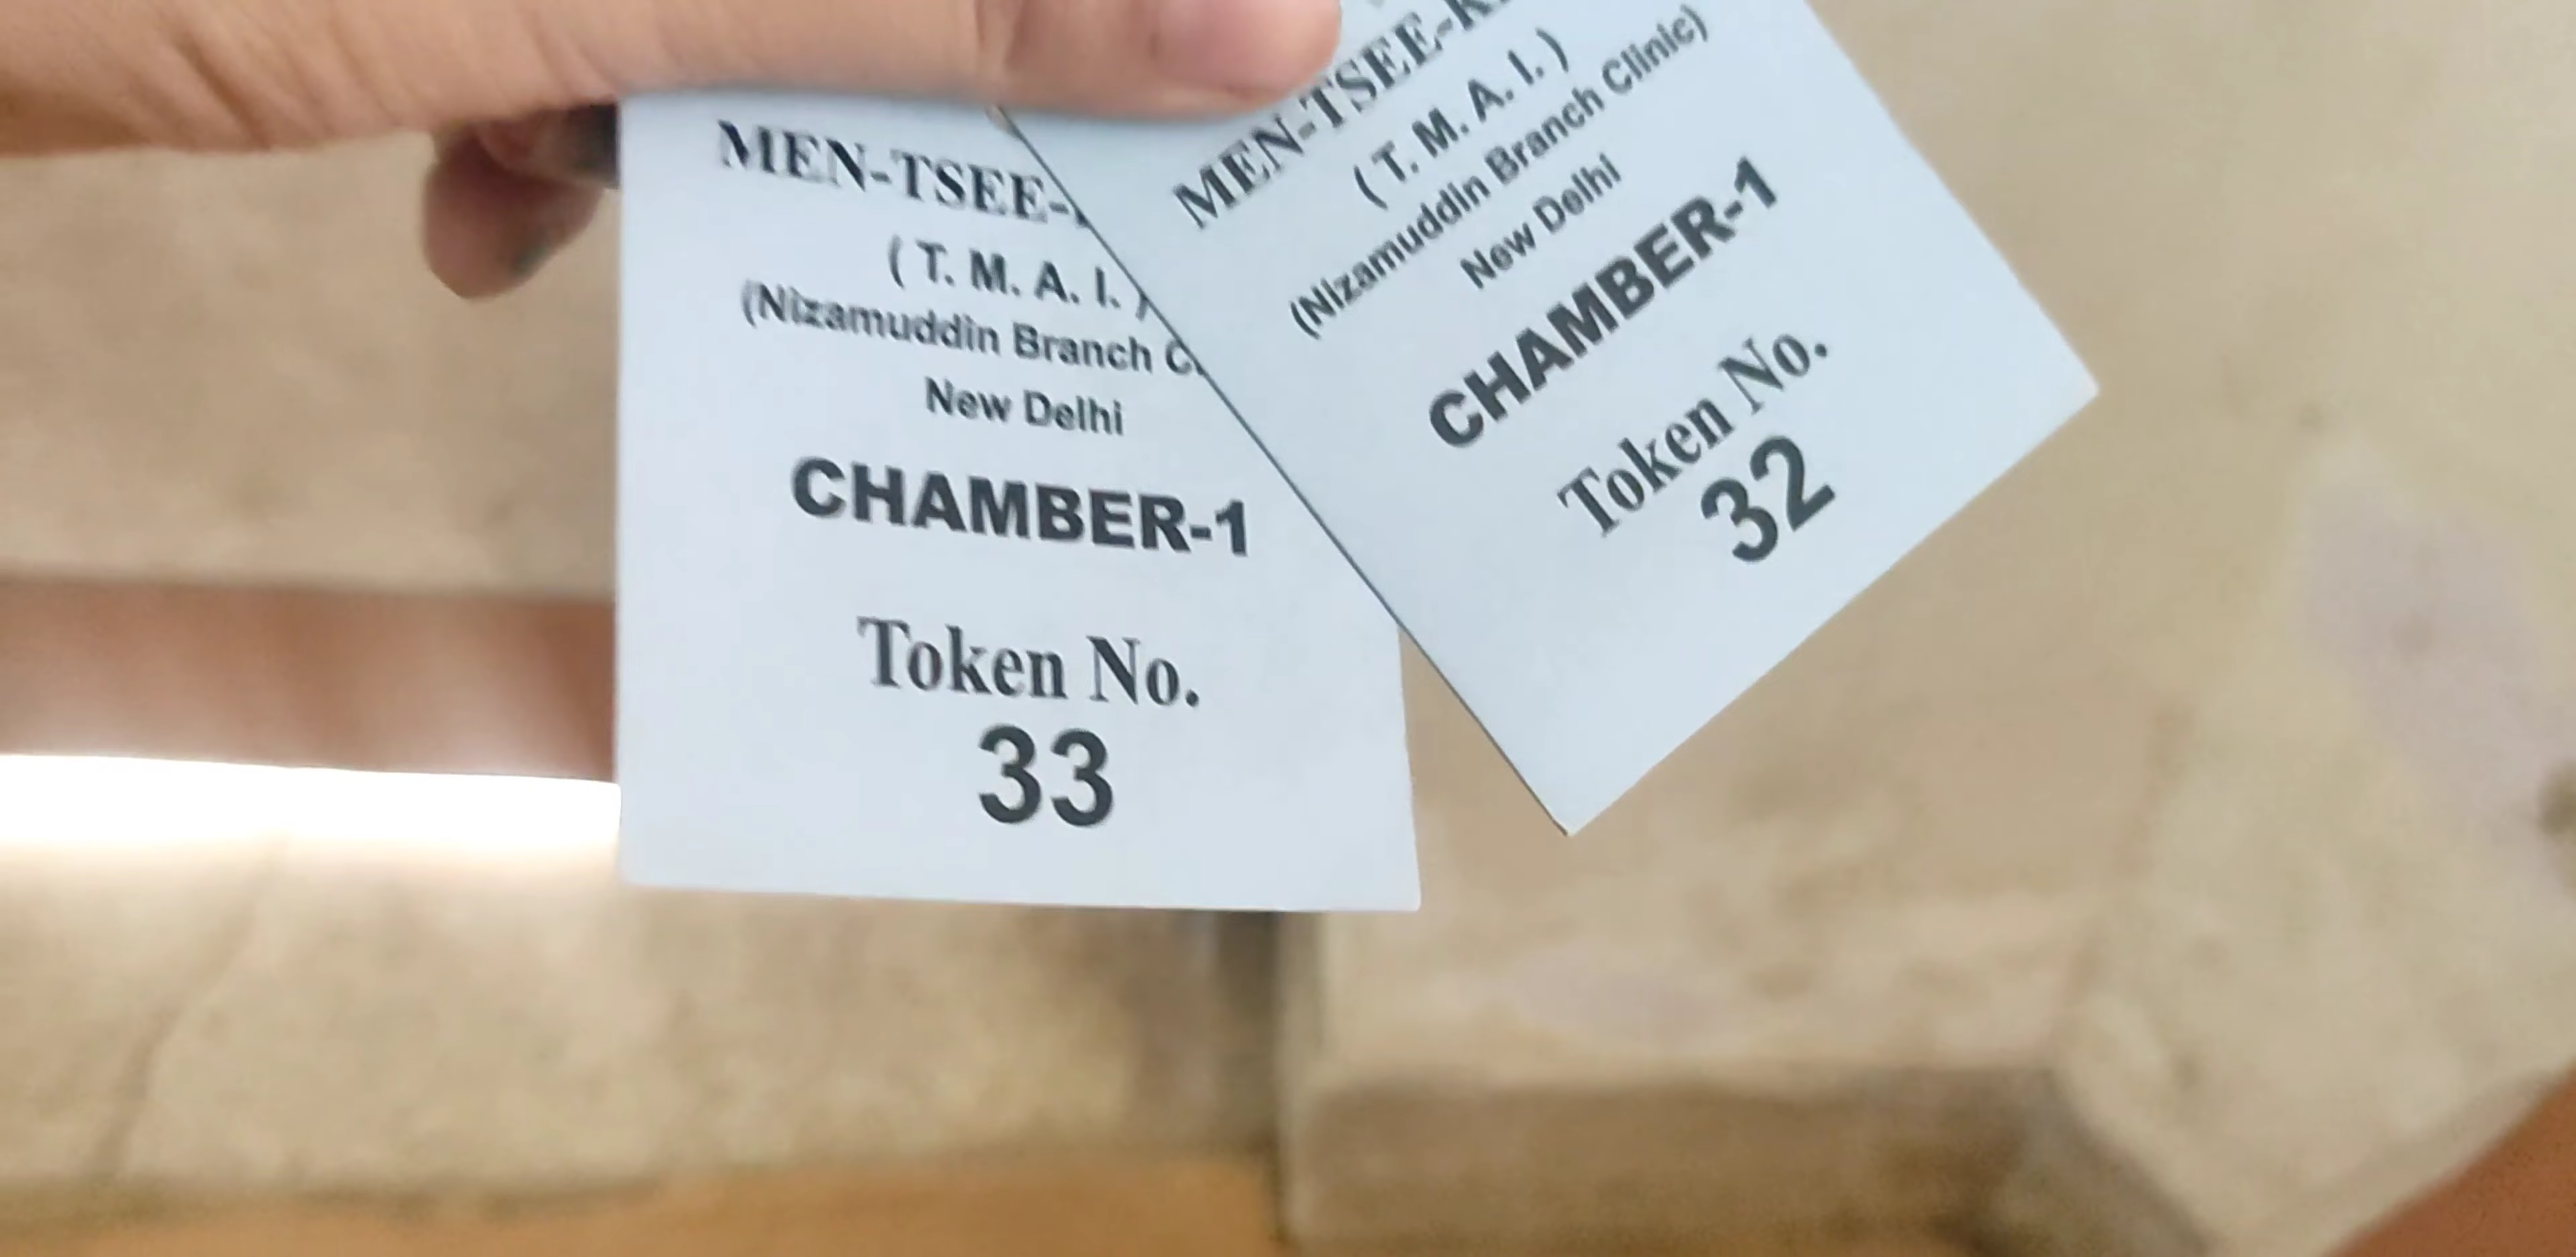 MEN-TSEE-
( T. M. A. I. )
(Nizamuddin Branch
New Delhi
CHAMBER-1
Token No.
33
MEN-TSEE-K
( T. M. A. I. )
(Nizamuddin Branch Clinic)
New Delhi
CHAMBER-1
Token No.
32